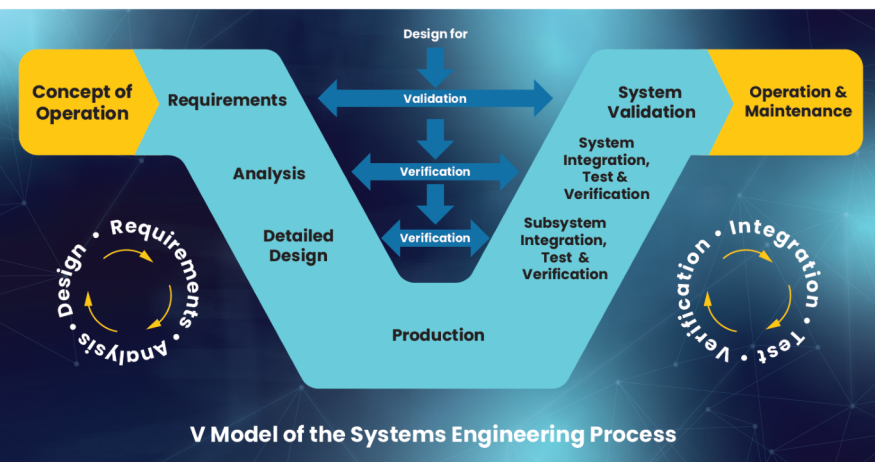 Design for
Concept of
Operation
Requirements
Validation
System
Validation
Operation &
Maintenance
Analysis
Verification
System
Integration,
Test &
Verification
Detailed
Design
Verification
Subsystem
Integration,
Test &
Verification
Production
Requirements • Analysis • Design •
Integration • Test • Verification •
V Model of the Systems Engineering Process